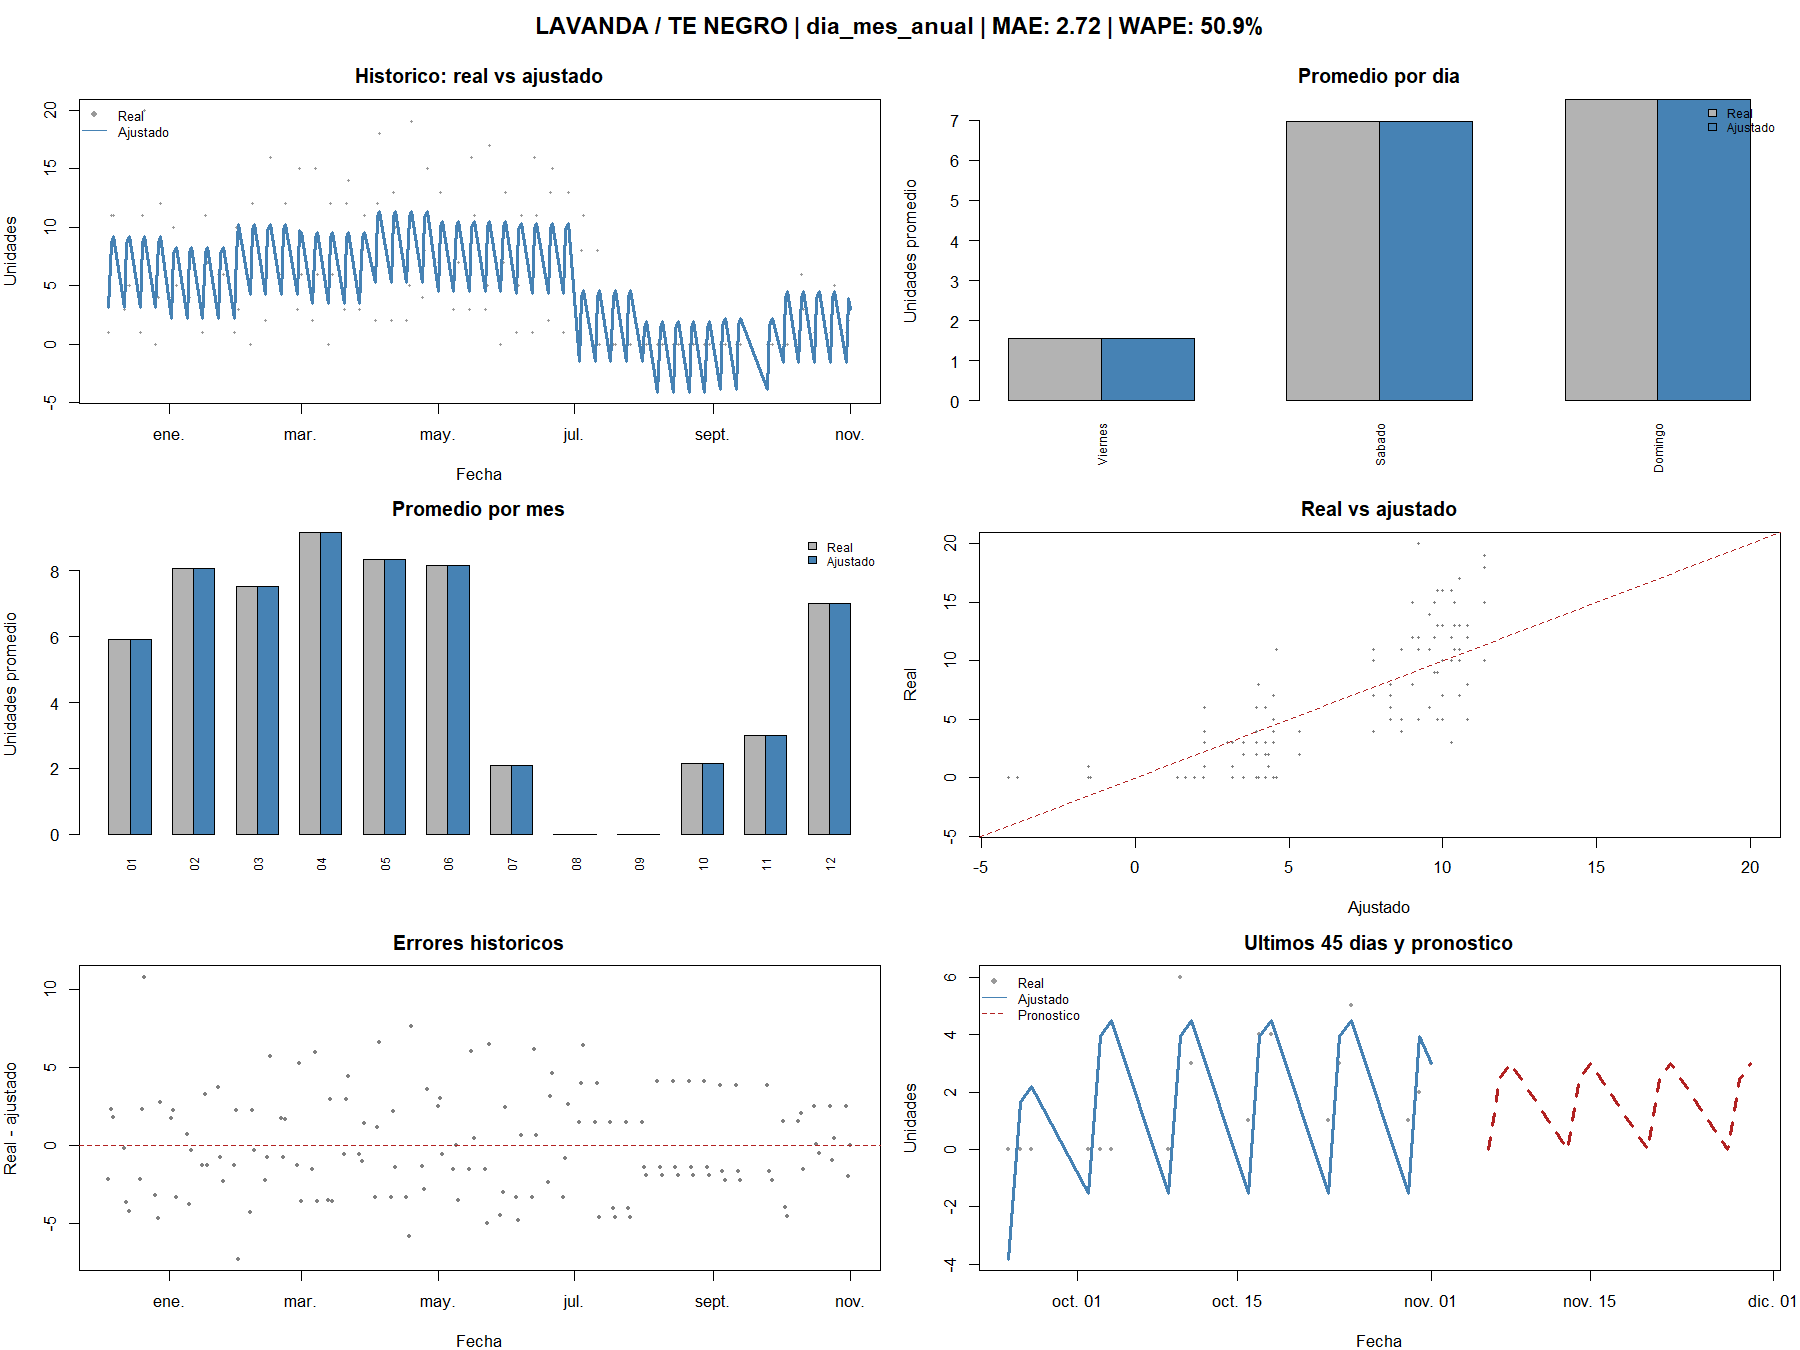 LAVANDA / TE NEGRO | dia_mes_anual | MAE: 2.72 | WAPE: 50.9%
Historico: real vs ajustado
Unidades
20
15
10
5
0
-5
Real
Ajustado
ene.
mar.
may.
jul.
sept.
nov.
Fecha
Promedio por dia
Unidades promedio
7
6
5
4
3
2
1
0
Real
Ajustado
Viernes
Sabado
Domingo
Promedio por mes
Unidades promedio
8
6
4
2
0
Real
Ajustado
01
02
03
04
05
06
07
08
09
10
11
12
Real vs ajustado
Real
20
15
10
5
0
-5
-5
0
5
10
15
20
Ajustado
Errores historicos
Real - ajustado
10
5
0
-5
ene.
mar.
may.
jul.
sept.
nov.
Fecha
Ultimos 45 dias y pronostico
Unidades
6
4
2
0
-2
-4
Real
Ajustado
Pronostico
oct. 01
oct. 15
nov. 01
nov. 15
dic. 01
Fecha